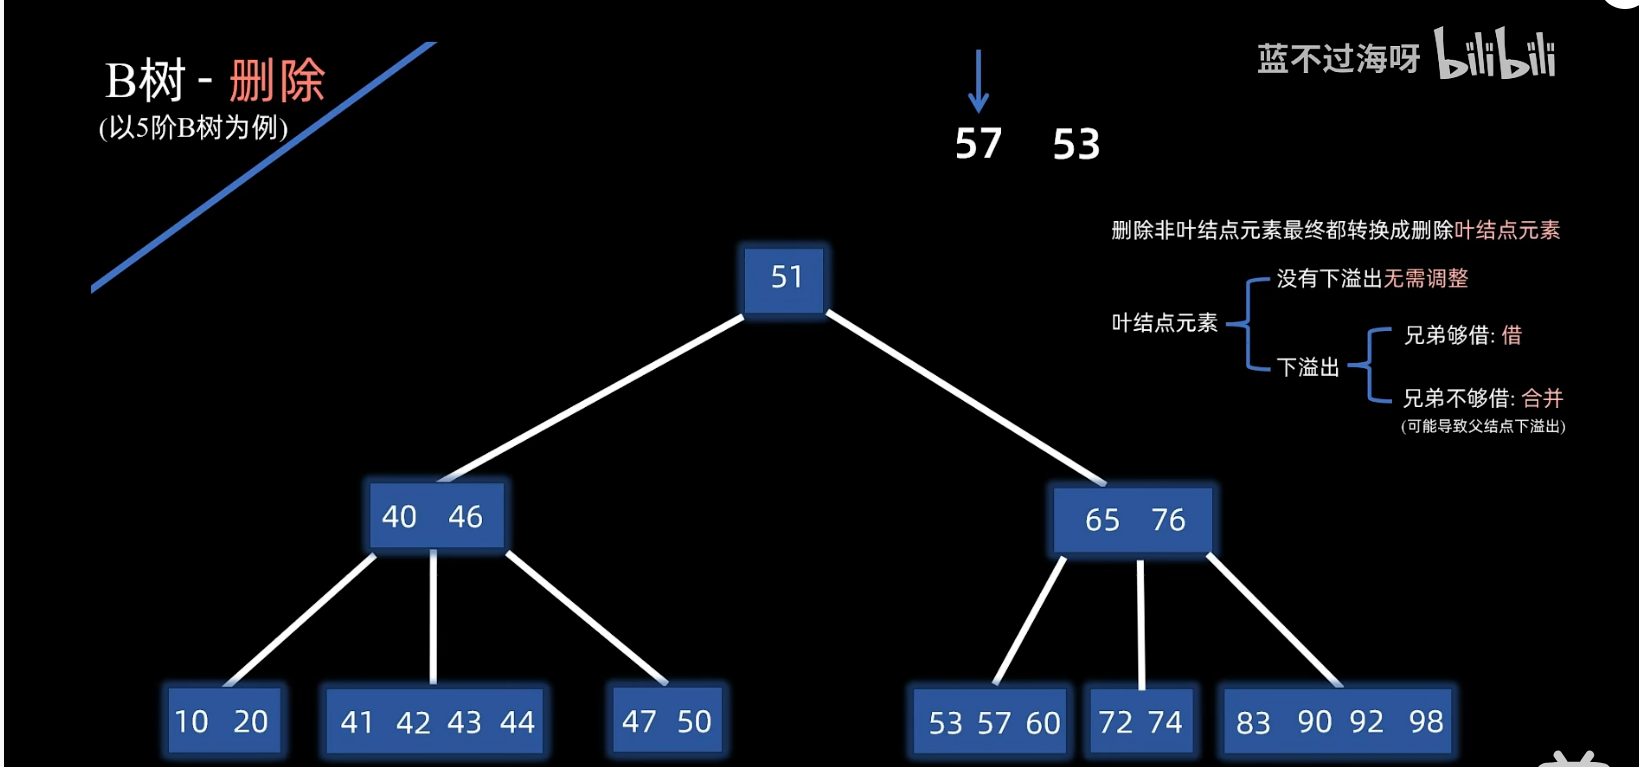 B树 - 删除
(以5阶B树为例)
蓝不过海呀 bilibili
57 53
删除非叶结点元素最终都转换成删除叶结点元素
没有下溢出无需调整
叶结点元素
兄弟够借: 借
下溢出
兄弟不够借: 合并
(可能导致父结点下溢出)
51
40 46
65 76
10 20
41 42 43 44
47 50
53 57 60
72 74
83 90 92 98